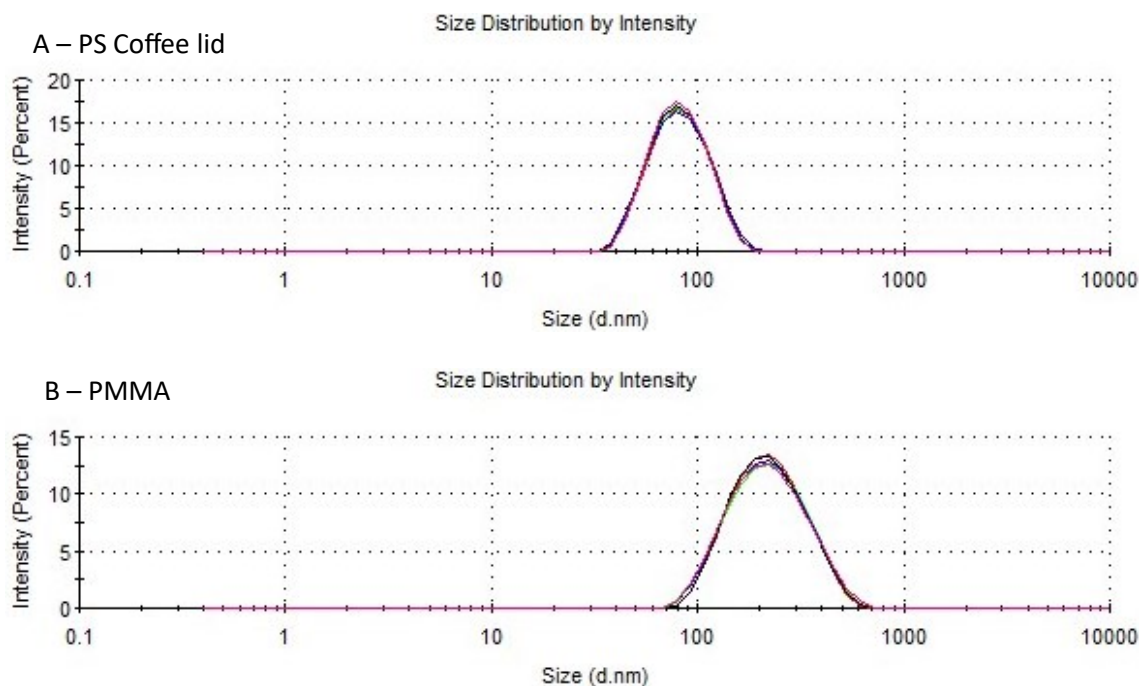 Size Distribution by Intensity
A – PS Coffee lid
Intensity (Percent)
20
15
10
5
0
0.1 1 10 100 1000 10000
Size (d.nm)
Size Distribution by Intensity
B – PMMA
Intensity (Percent)
15
10
5
0
0.1 1 10 100 1000 10000
Size (d.nm)